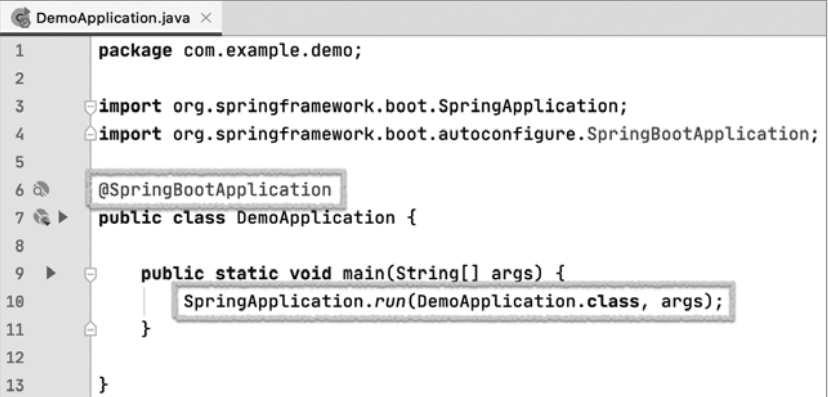 DemoApplication.java ×
1 package com.example.demo;
2
3 import org.springframework.boot.SpringApplication;
4 import org.springframework.boot.autoconfigure.SpringBootApplication;
5
6 @SpringBootApplication
7 public class DemoApplication {
8
9     public static void main(String[] args) {
10         SpringApplication.run(DemoApplication.class, args);
11     }
12
13 }